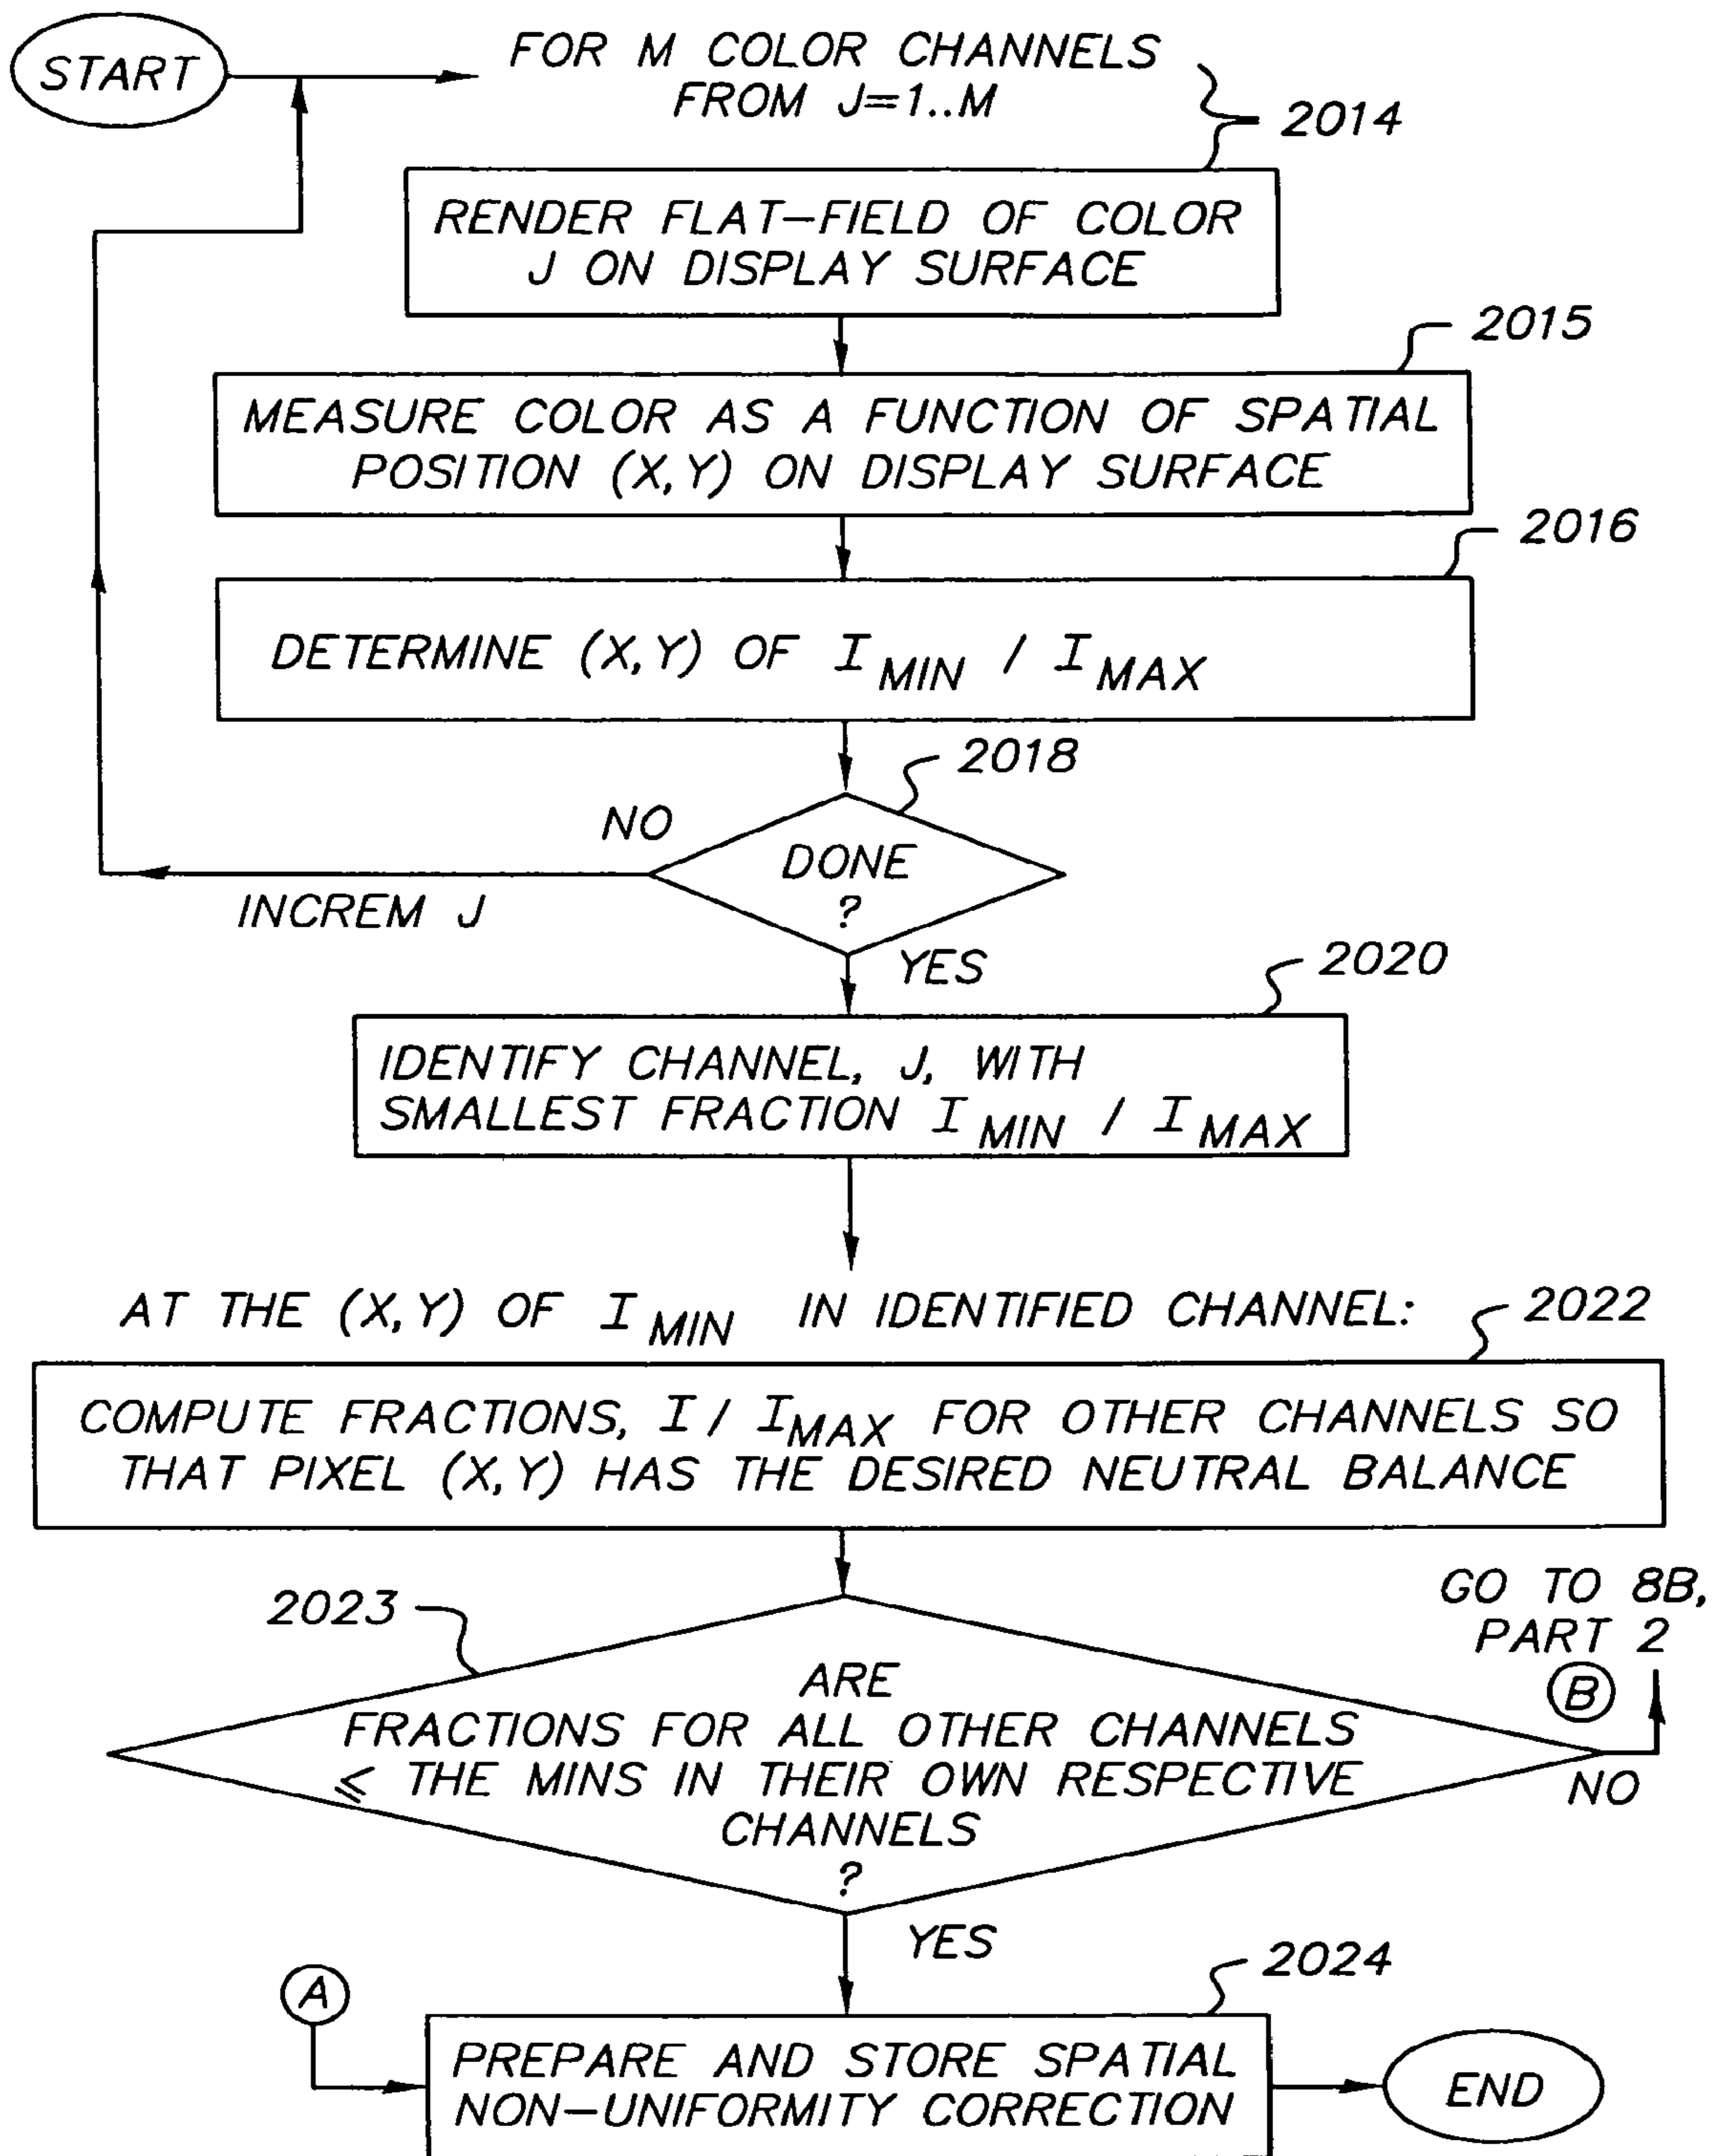 START
FOR M COLOR CHANNELS
FROM J=1..M
2014
RENDER FLAT-FIELD OF COLOR
J ON DISPLAY SURFACE
2015
MEASURE COLOR AS A FUNCTION OF SPATIAL
POSITION (X,Y) ON DISPLAY SURFACE
2016
DETERMINE (X,Y) OF I MIN / I MAX
2018
NO
DONE
?
INCREM J
YES
2020
IDENTIFY CHANNEL, J, WITH
SMALLEST FRACTION I MIN / I MAX
AT THE (X,Y) OF I MIN IN IDENTIFIED CHANNEL:
2022
COMPUTE FRACTIONS, I / I MAX FOR OTHER CHANNELS SO
THAT PIXEL (X,Y) HAS THE DESIRED NEUTRAL BALANCE
2023
GO TO 8B,
PART 2
B
ARE
FRACTIONS FOR ALL OTHER CHANNELS
≤ THE MINS IN THEIR OWN RESPECTIVE
CHANNELS
?
NO
YES
2024
A
PREPARE AND STORE SPATIAL
NON-UNIFORMITY CORRECTION
END